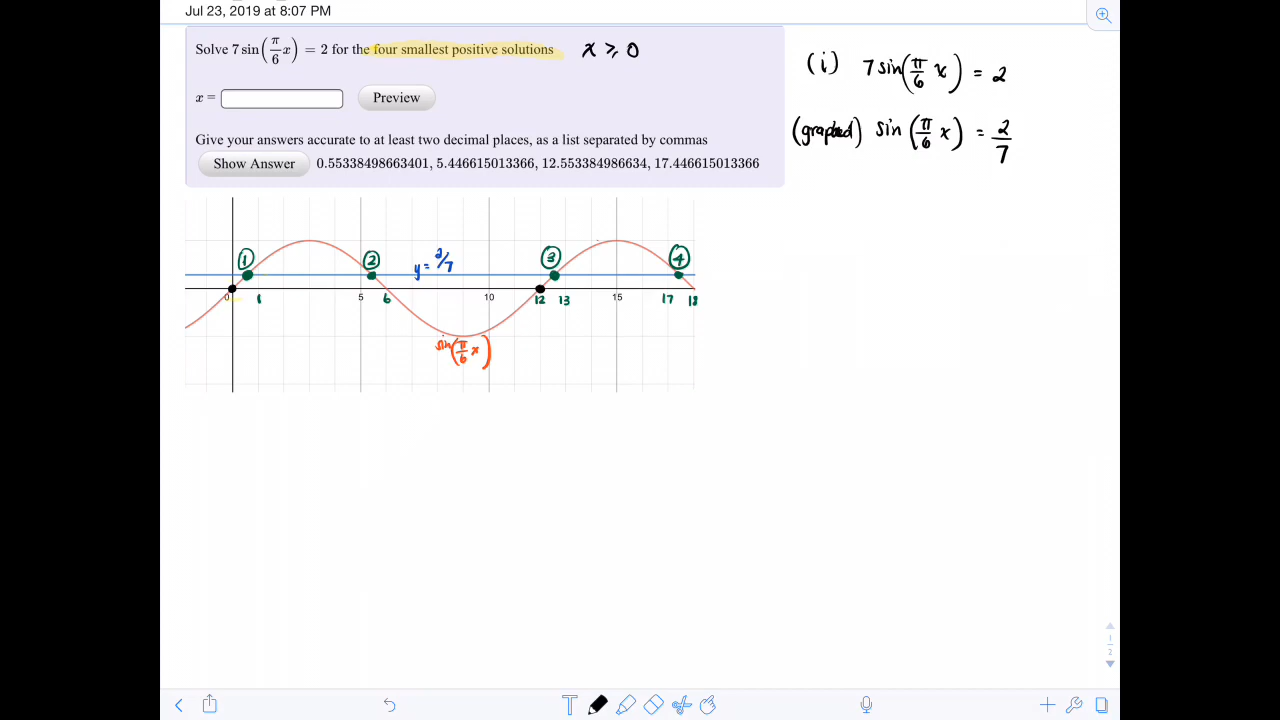 Jul 23, 2019 at 8:07 PM
Solve 7 sin(π/6 x) = 2 for the four smallest positive solutions x ⩾ 0
x = Preview
Give your answers accurate to at least two decimal places, as a list separated by commas
Show Answer 0.55338498663401, 5.446615013366, 12.553384986634, 17.446615013366
(i) 7 sin(π/6 x) = 2
(graphed) sin(π/6 x) = 2/7
① ② y = 2/7 ③ ④
0 1 5 6 10 12 13 15 17 18
sin(π/6 x)
1
2
T